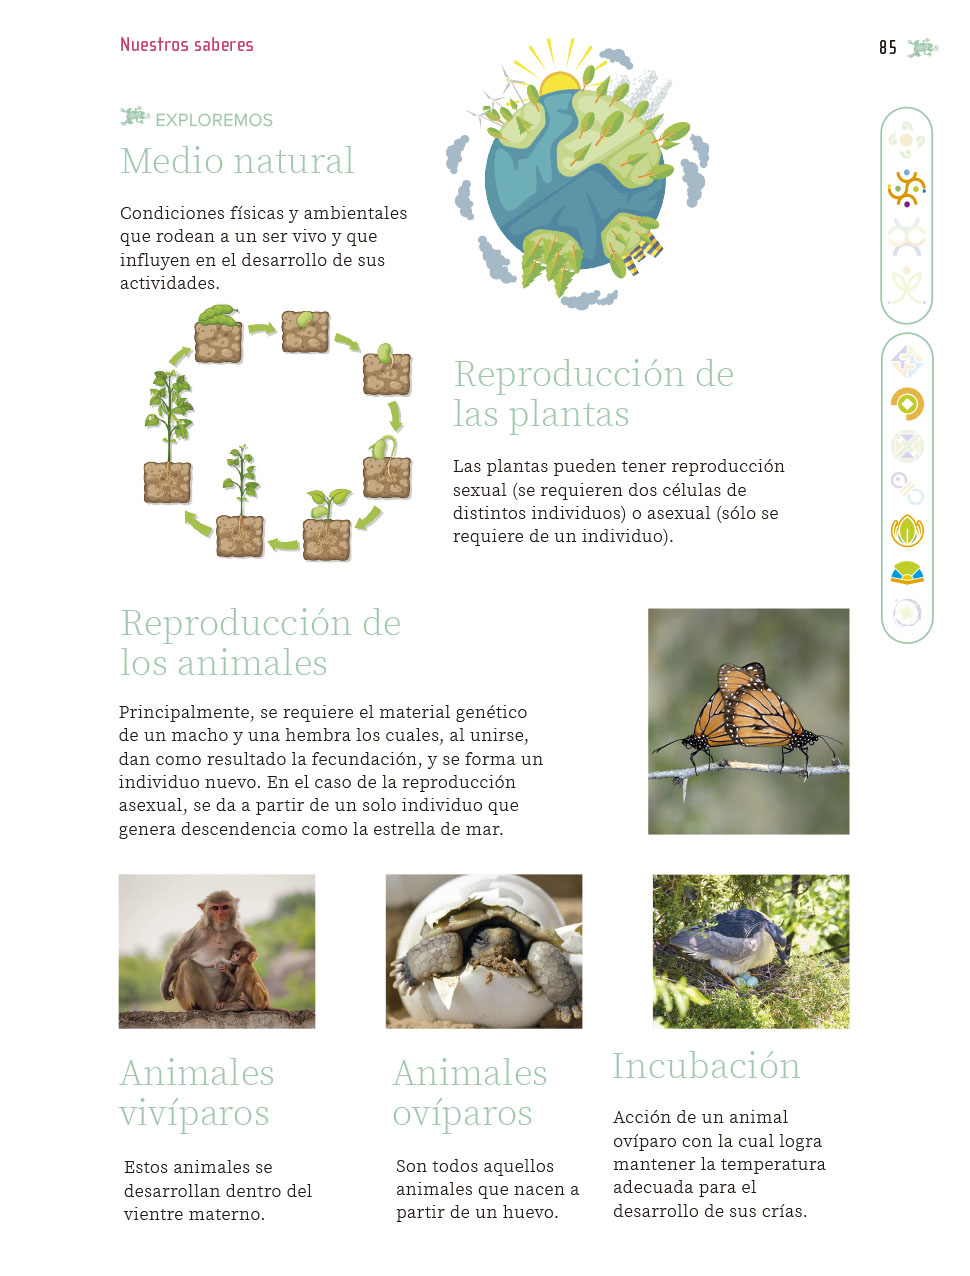 Nuestros saberes
85
EXPLOREMOS
Medio natural
Condiciones físicas y ambientales
que rodean a un ser vivo y que
influyen en el desarrollo de sus
actividades.
Reproducción de
las plantas
Las plantas pueden tener reproducción
sexual (se requieren dos células de
distintos individuos) o asexual (sólo se
requiere de un individuo).
Reproducción de
los animales
Principalmente, se requiere el material genético
de un macho y una hembra los cuales, al unirse,
dan como resultado la fecundación, y se forma un
individuo nuevo. En el caso de la reproducción
asexual, se da a partir de un solo individuo que
genera descendencia como la estrella de mar.
Animales
vivíparos
Estos animales se
desarrollan dentro del
vientre materno.
Animales
ovíparos
Son todos aquellos
animales que nacen a
partir de un huevo.
Incubación
Acción de un animal
ovíparo con la cual logra
mantener la temperatura
adecuada para el
desarrollo de sus crías.